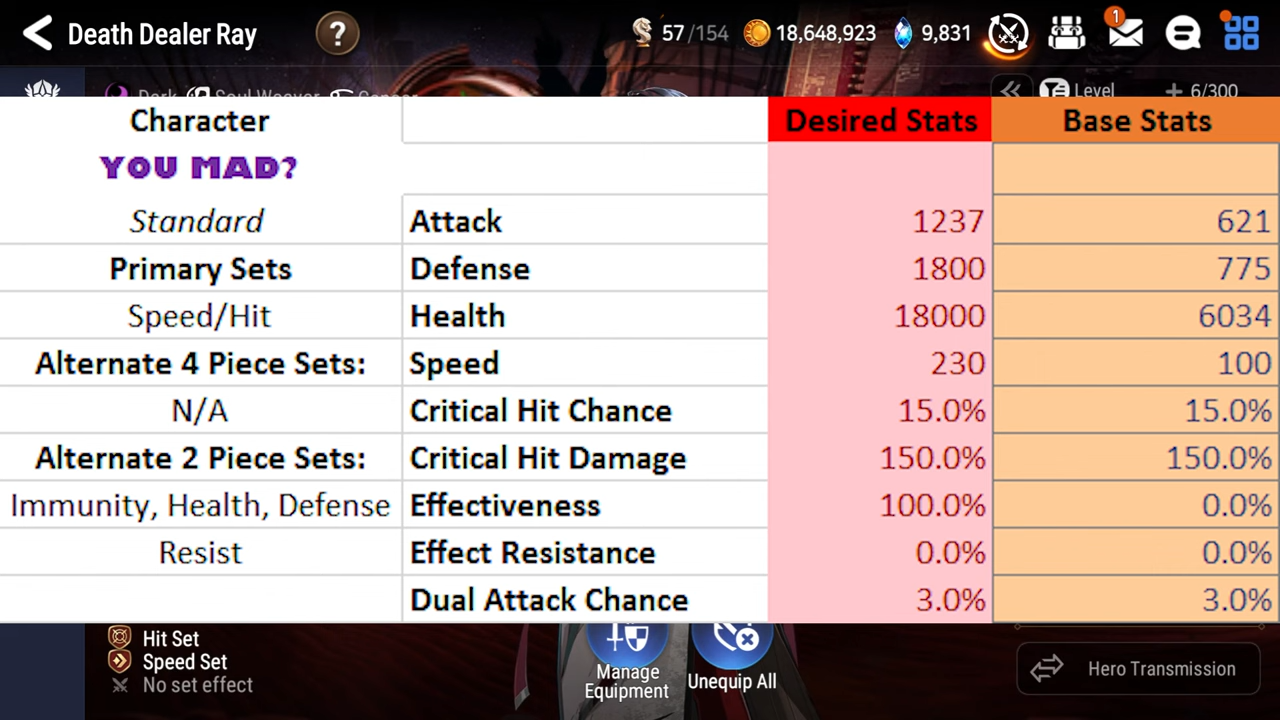 Death Dealer Ray ? 57/154 18,648,923 9,831 1
Dark Soul Weaver Cancer Level + 6/300
Character Desired Stats Base Stats
YOU MAD?
Standard Attack 1237 621
Primary Sets Defense 1800 775
Speed/Hit Health 18000 6034
Alternate 4 Piece Sets: Speed 230 100
N/A Critical Hit Chance 15.0% 15.0%
Alternate 2 Piece Sets: Critical Hit Damage 150.0% 150.0%
Immunity, Health, Defense Effectiveness 100.0% 0.0%
Resist Effect Resistance 0.0% 0.0%
Dual Attack Chance 3.0% 3.0%
Hit Set
Speed Set
No set effect
Manage
Equipment
Unequip All
Hero Transmission